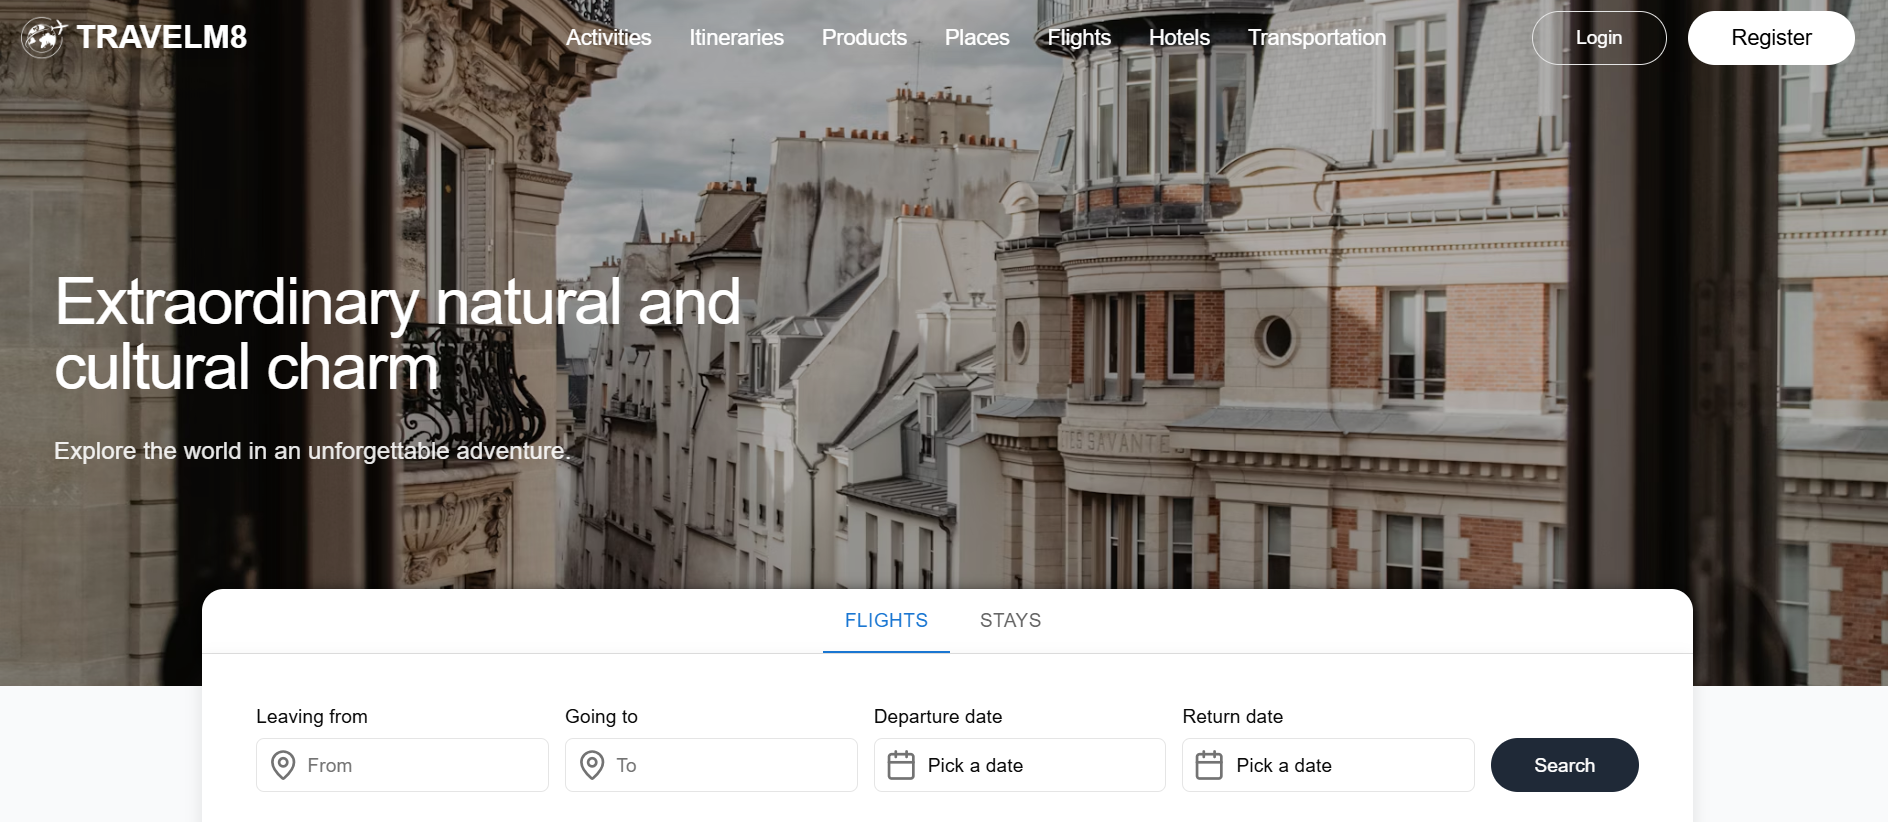 TRAVELM8
Activities Itineraries Products Places Flights Hotels Transportation
Login
Register
Extraordinary natural and
cultural charm
Explore the world in an unforgettable adventure.
TES SAVANTE
FLIGHTS STAYS
Leaving from
From
Going to
To
Departure date
Pick a date
Return date
Pick a date
Search